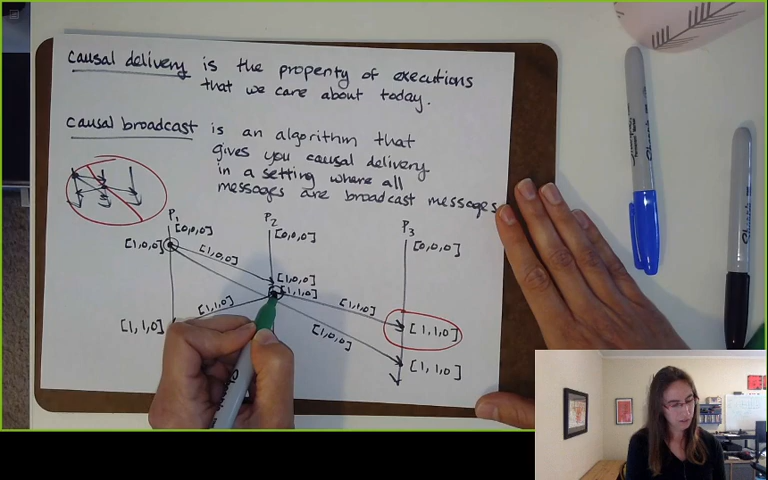 causal delivery is the property of executions
that we care about today.
causal broadcast is an algorithm that
gives you causal delivery
in a setting where all
messages are broadcast messages
P1 P2 P3
[0,0,0] [0,0,0] [0,0,0]
[1,0,0] [1,0,0] [1,0,0]
[1,1,0]
[1,1,0] [1,1,0]
[1,1,0] [1,1,0]
[1,0,0]
[1,1,0]